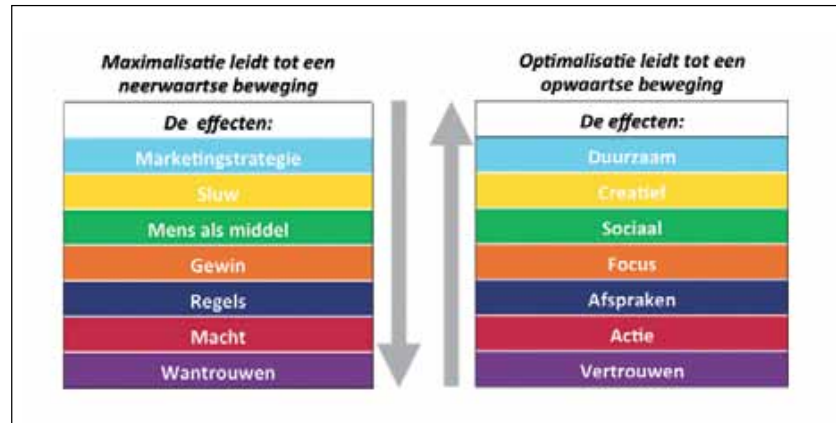 Maximalisatie leidt tot een
neerwaartse beweging
De effecten:
Marketingstrategie
Sluw
Mens als middel
Gewin
Regels
Macht
Wantrouwen
Optimalisatie leidt tot een
opwaartse beweging
De effecten:
Duurzaam
Creatief
Sociaal
Focus
Afspraken
Actie
Vertrouwen